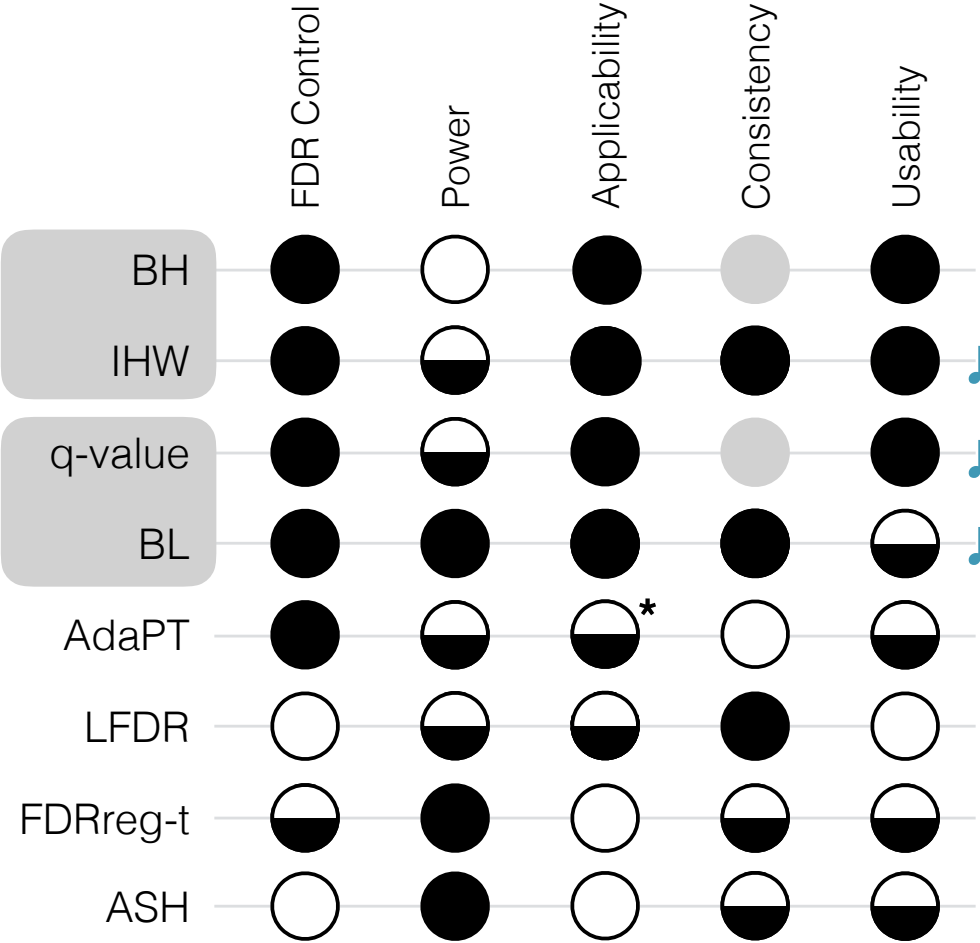 FDR Control
Power
Applicability
Consistency
Usability
BH
IHW
q-value
BL
AdaPT
*
LFDR
FDRreg-t
ASH